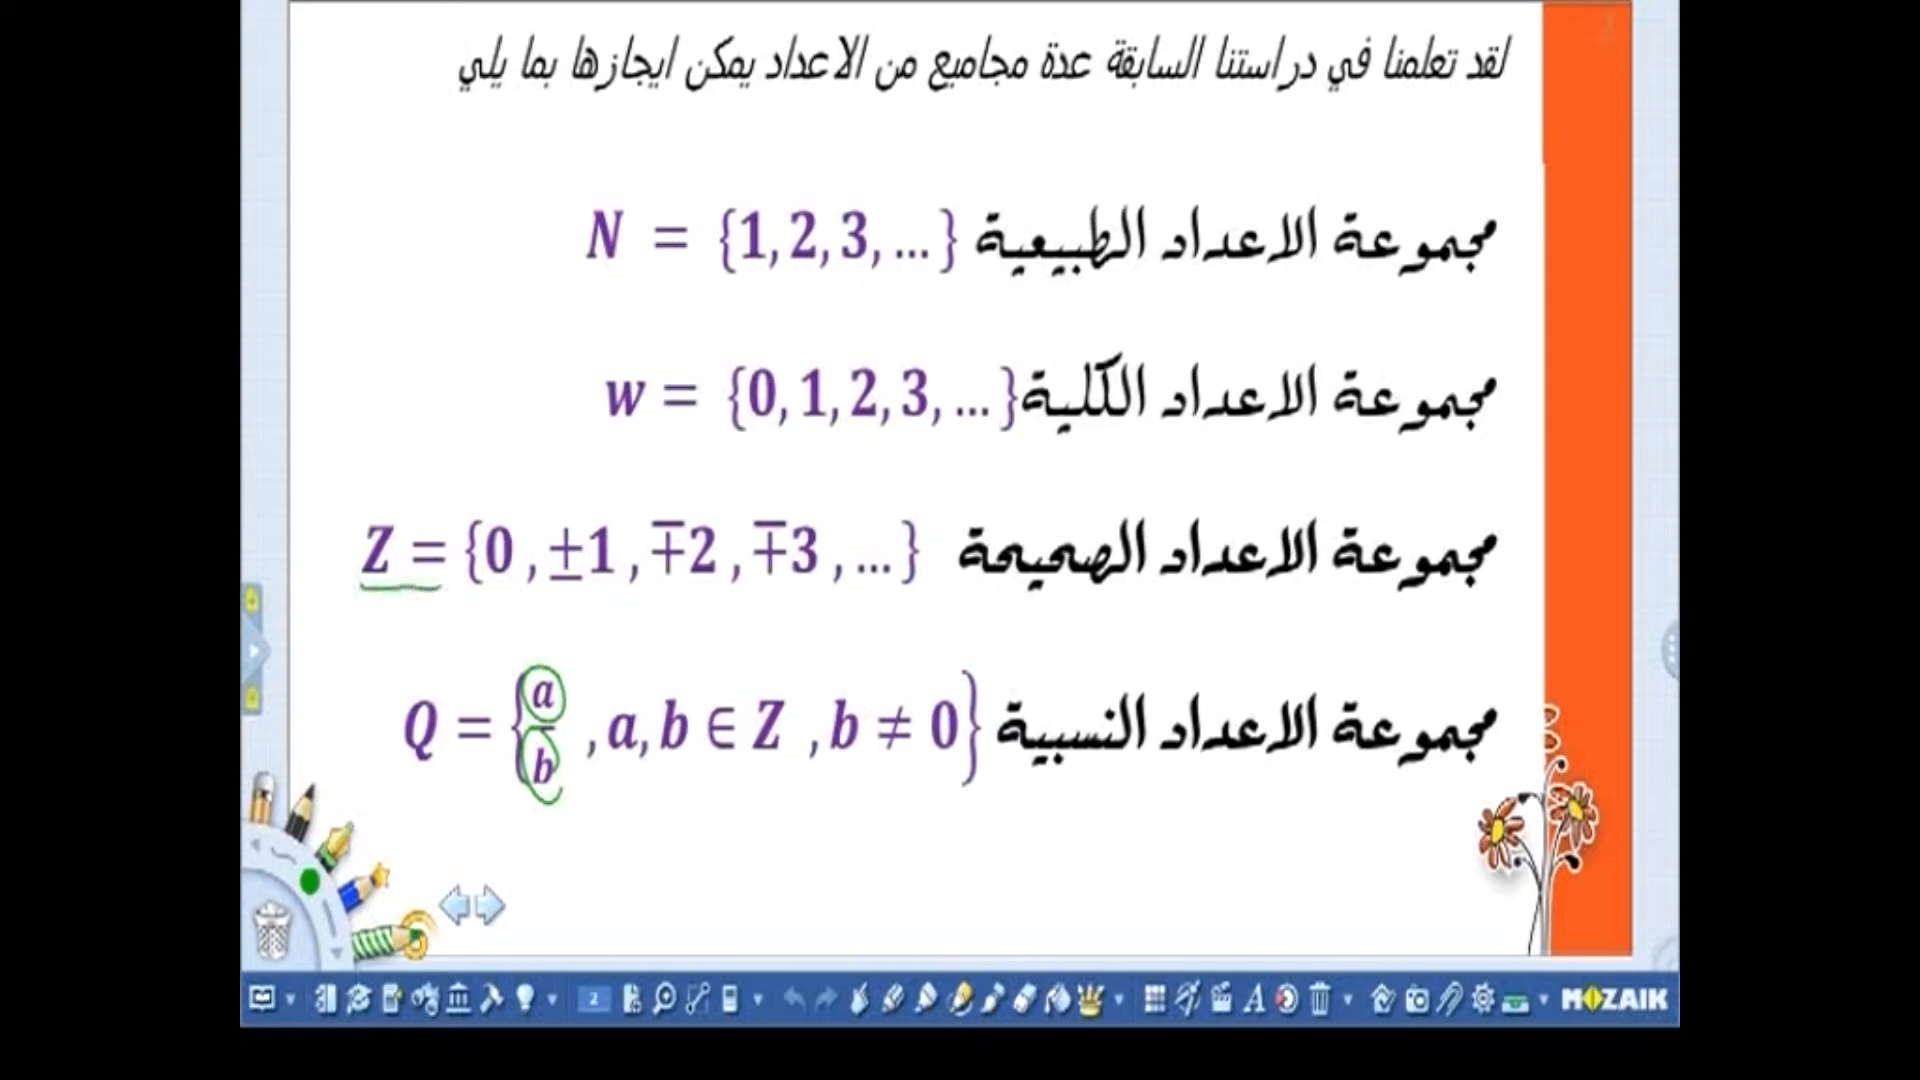 لقد تعلمنا في دراستنا السابقة عدة مجاميع من الاعداد يمكن ايجازها بما يلي
مجموعة الاعداد الطبيعية N = {1, 2, 3, ... }
مجموعة الاعداد الكلية w = {0, 1, 2, 3, ... }
مجموعة الاعداد الصحيحة Z = {0 , ±1 , ∓2 , ∓3 , ... }
مجموعة الاعداد النسبية Q = {a/b , a, b ∈ Z , b ≠ 0}
2
MOZAIK